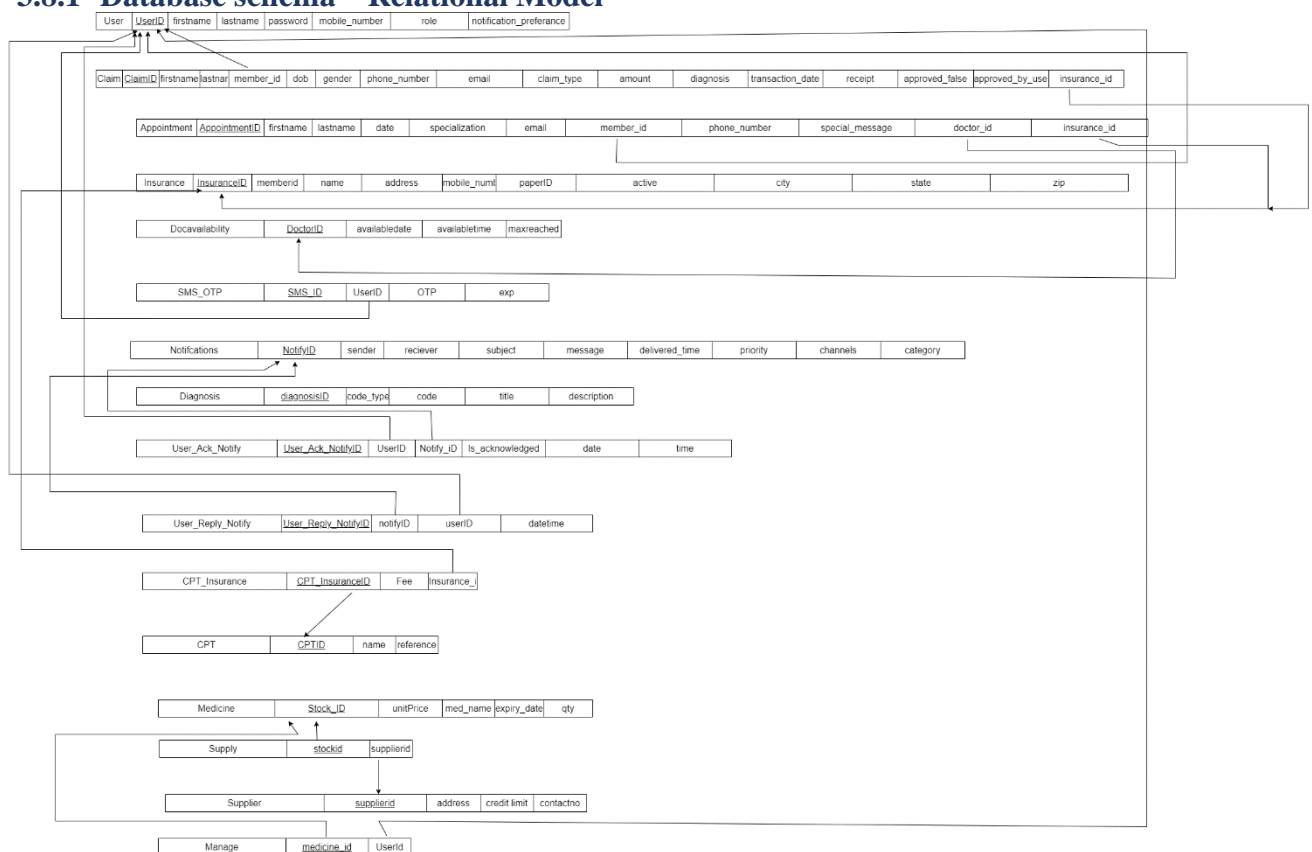 3.8.1 Database schema – Relational Model
User UserID firstname lastname password mobile_number role notification_preferance
Claim ClaimID firstname lastnar member_id dob gender phone_number email claim_type amount diagnosis transaction_date receipt approved_false approved_by_use insurance_id
Appointment AppointmentID firstname lastname date specialization email member_id phone_number special_message doctor_id insurance_id
Insurance InsuranceID memberid name address mobile_numt paperID active city state zip
Docavailability DoctorID availabledate availabletime maxreached
SMS_OTP SMS_ID UserID OTP exp
Notifcations NotifyID sender reciever subject message delivered_time priority channels category
Diagnosis diagnosisID code_type code title description
User_Ack_Notify User_Ack_NotifyID UserID Notify_iD Is_acknowledged date time
User_Reply_Notify User_Reply_NotifyID notifyID userID datetime
CPT_Insurance CPT_InsuranceID Fee Insurance_i
CPT CPTID name reference
Medicine Stock_ID unitPrice med_name expiry_date qty
Supply stockid supplierid
Supplier supplierid address credit limit contactno
Manage medicine_id UserId